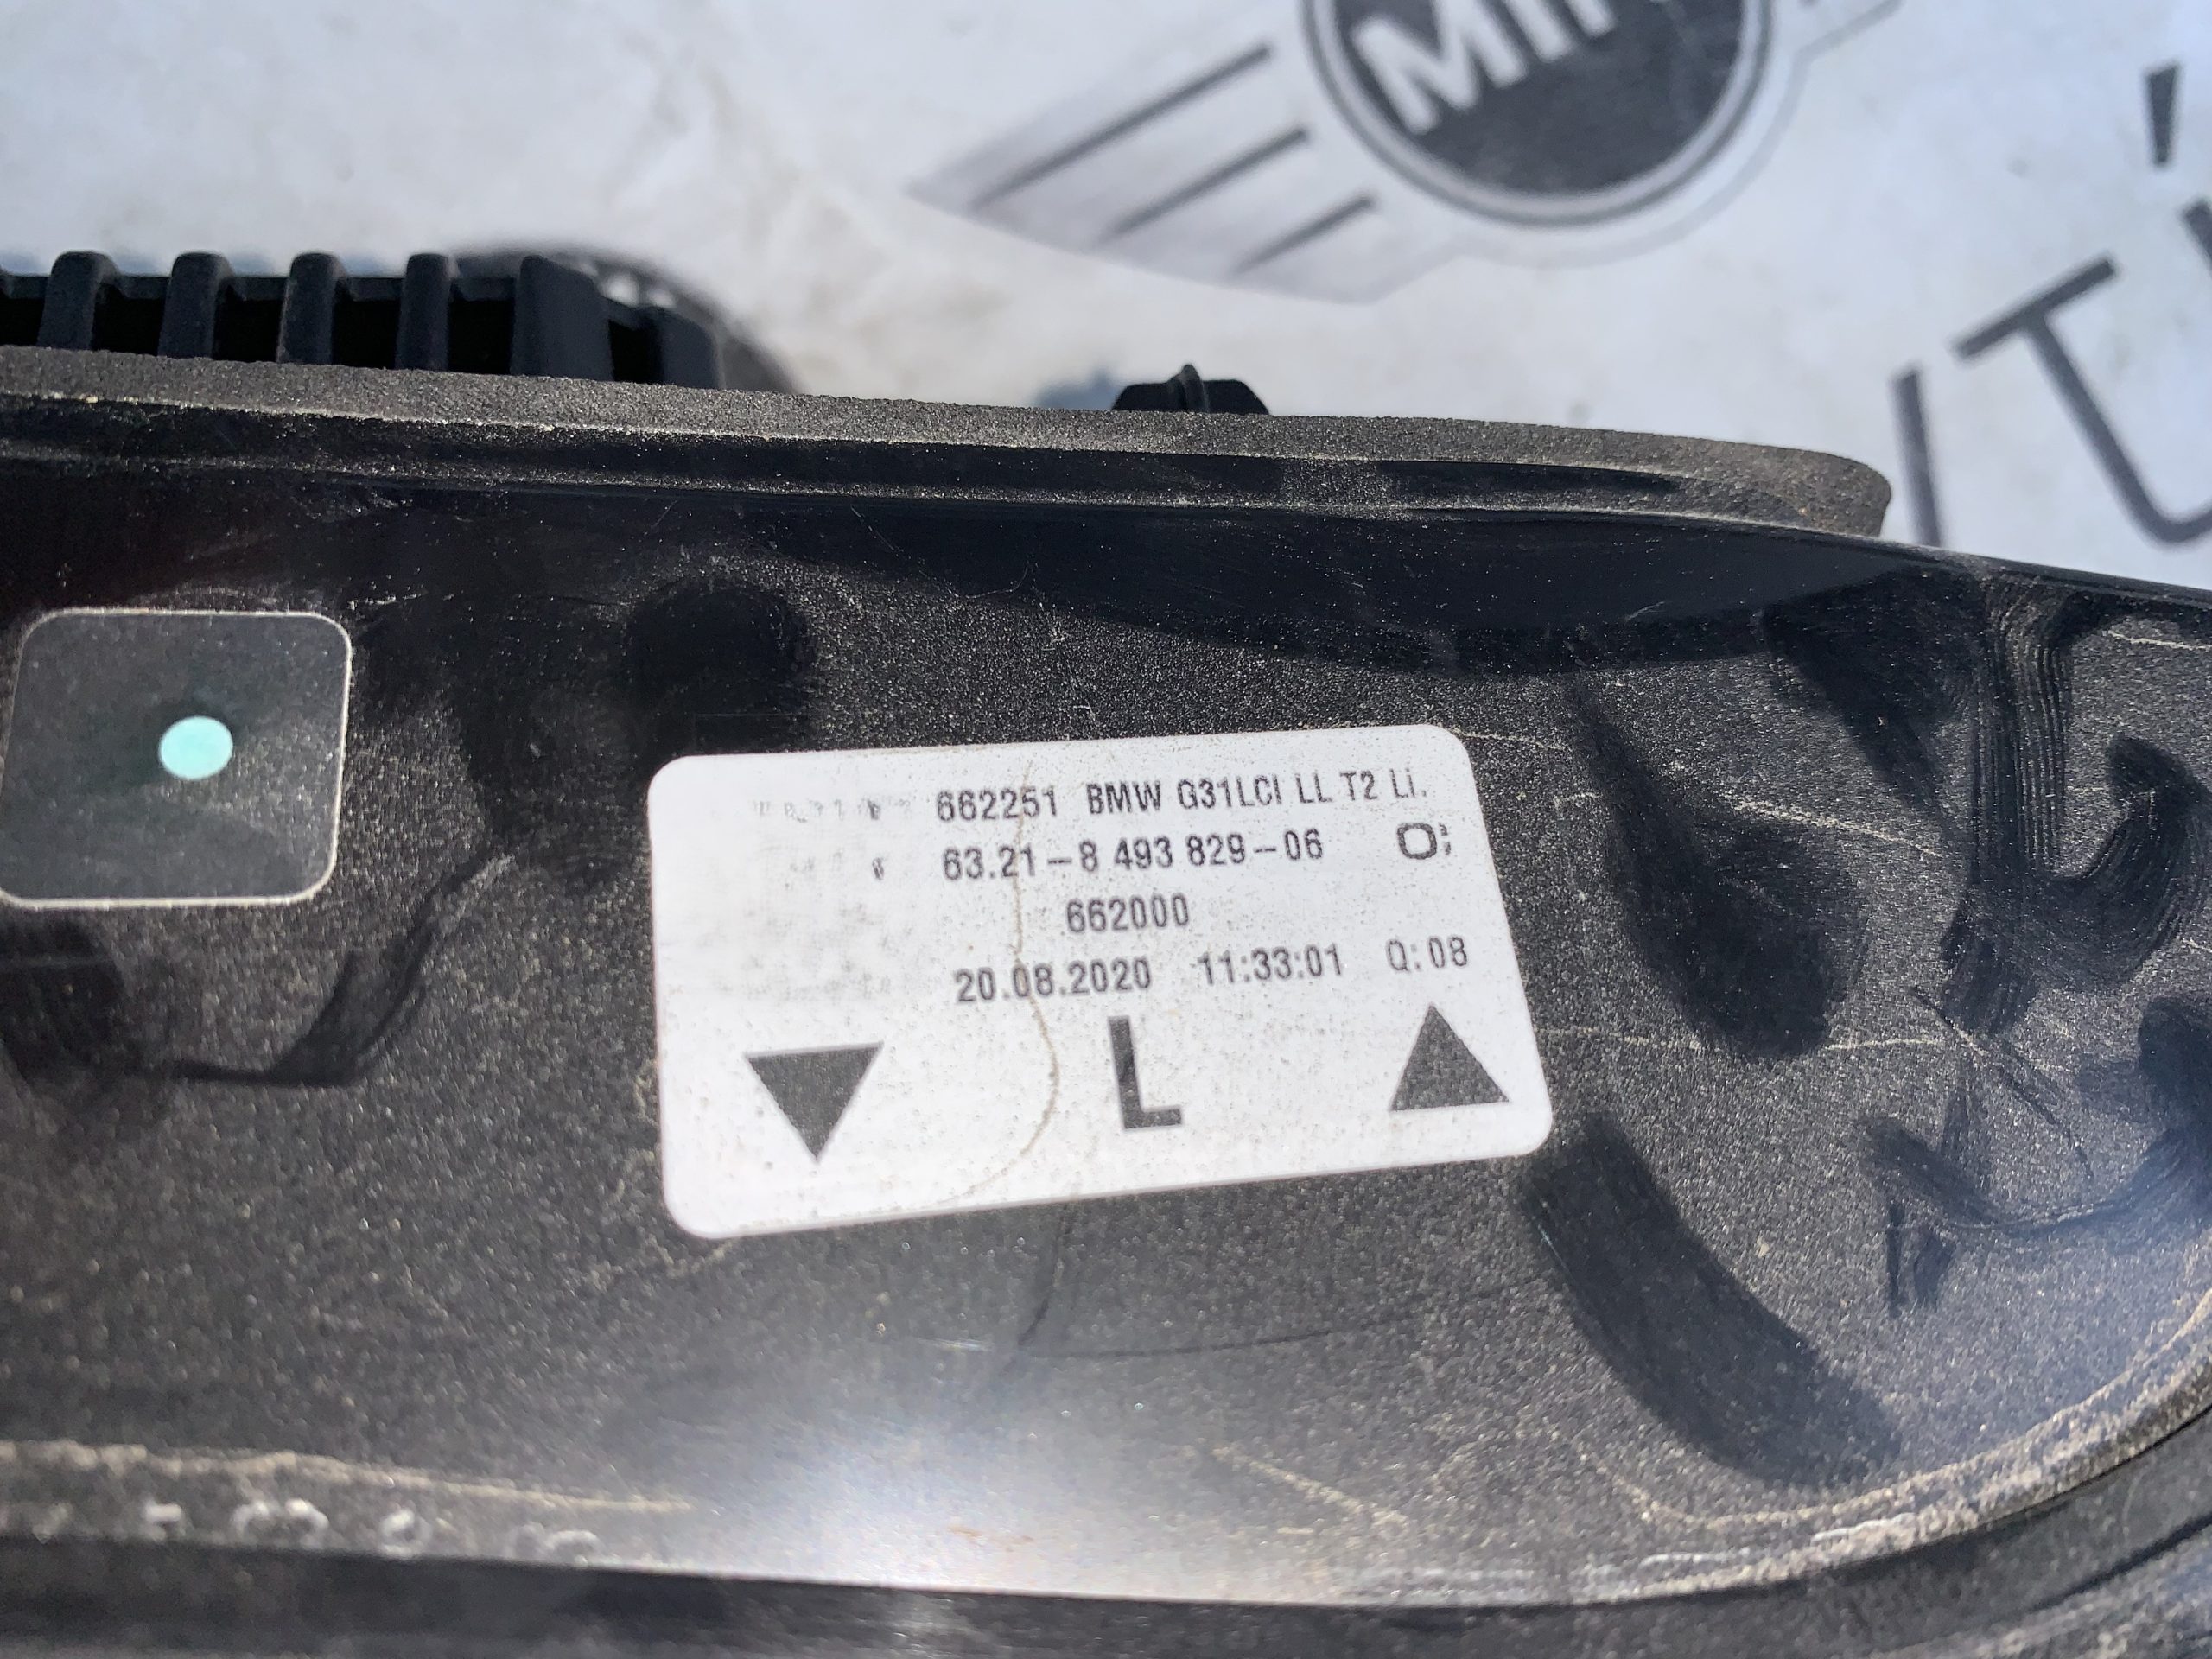 662251 BMW G31LCI LL T2 Li.
63.21-8 493 829-06
662000
20.08.2020 11:33:01 Q:08
L